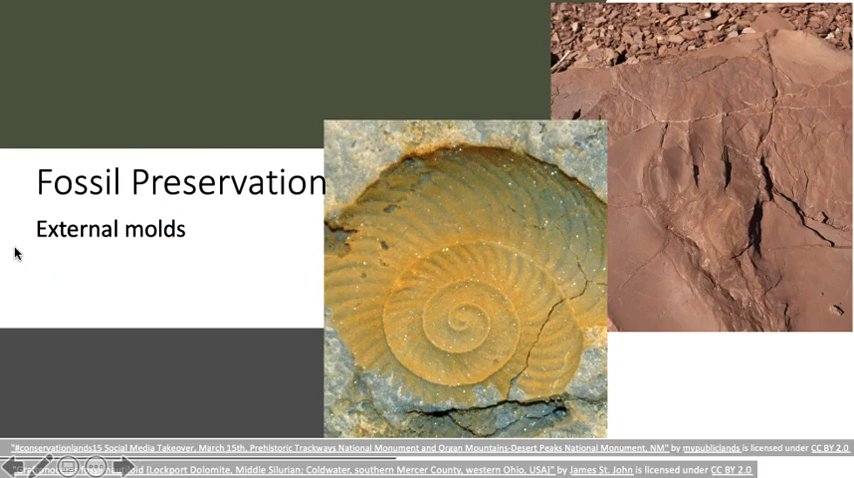 Fossil Preservation
External molds
"#conservationlands15 Social Media Takeover, March 15th, Prehistoric Trackways National Monument and Organ Mountains-Desert Peaks National Monument, NM" by mypubliclands is licensed under CC BY 2.0
(Lockport Dolomite, Middle Silurian; Coldwater, southern Mercer County, western Ohio, USA)" by James St. John is licensed under CC BY 2.0